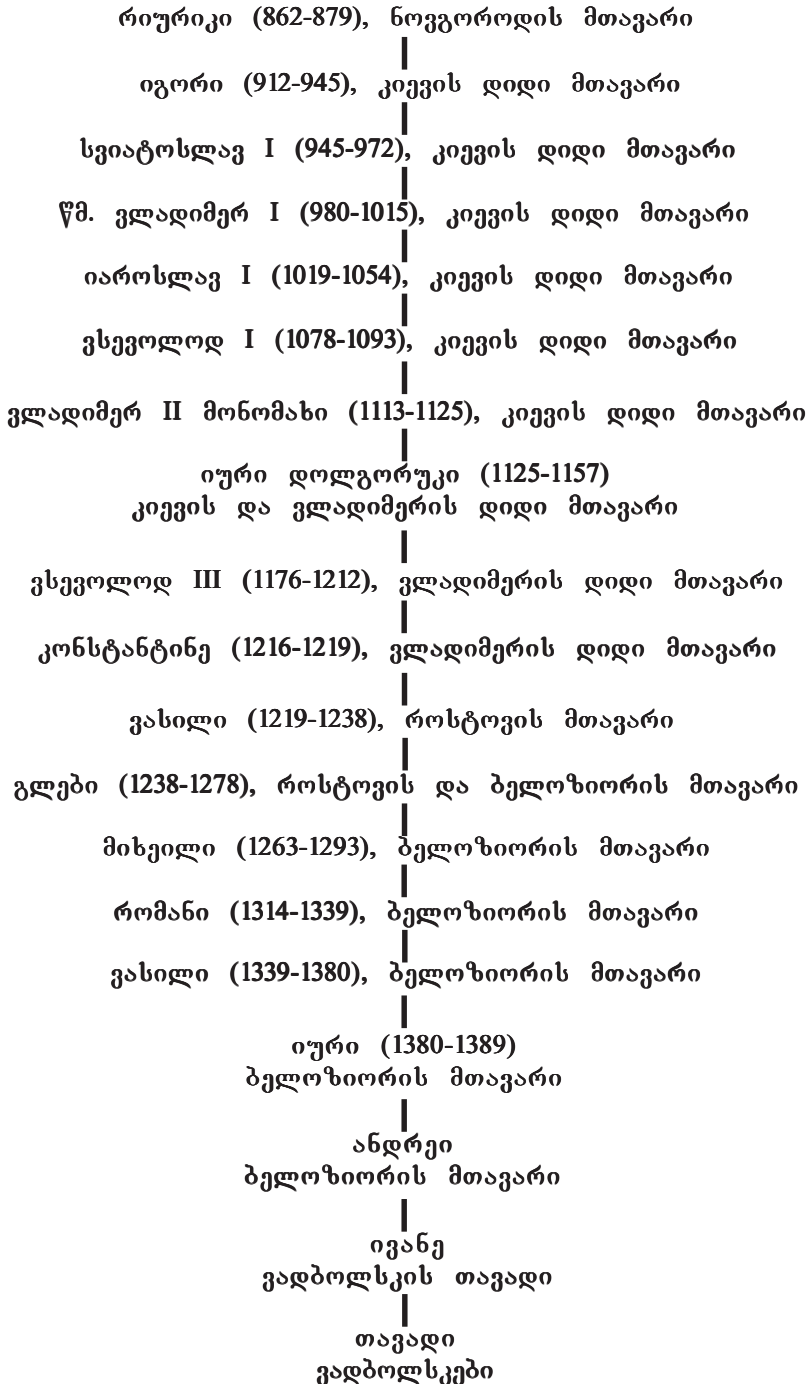 რიურიკი (862-879), ნოვგოროდის მთავარი
იგორი (912-945), კიევის დიდი მთავარი
სვიატოსლავ I (945-972), კიევის დიდი მთავარი
წმ. ვლადიმერ I (980-1015), კიევის დიდი მთავარი
იაროსლავ I (1019-1054), კიევის დიდი მთავარი
ვსევოლოდ I (1078-1093), კიევის დიდი მთავარი
ვლადიმერ II მონომახი (1113-1125), კიევის დიდი მთავარი
იური დოლგორუკი (1125-1157)
კიევის და ვლადიმერის დიდი მთავარი
ვსევოლოდ III (1176-1212), ვლადიმერის დიდი მთავარი
კონსტანტინე (1216-1219), ვლადიმერის დიდი მთავარი
ვასილი (1219-1238), როსტოვის მთავარი
გლები (1238-1278), როსტოვის და ბელოზიორის მთავარი
მიხეილი (1263-1293), ბელოზიორის მთავარი
რომანი (1314-1339), ბელოზიორის მთავარი
ვასილი (1339-1380), ბელოზიორის მთავარი
იური (1380-1389)
ბელოზიორის მთავარი
ანდრეი
ბელოზიორის მთავარი
ივანე
ვადბოლსკის თავადი
თავადი
ვადბოლსკები